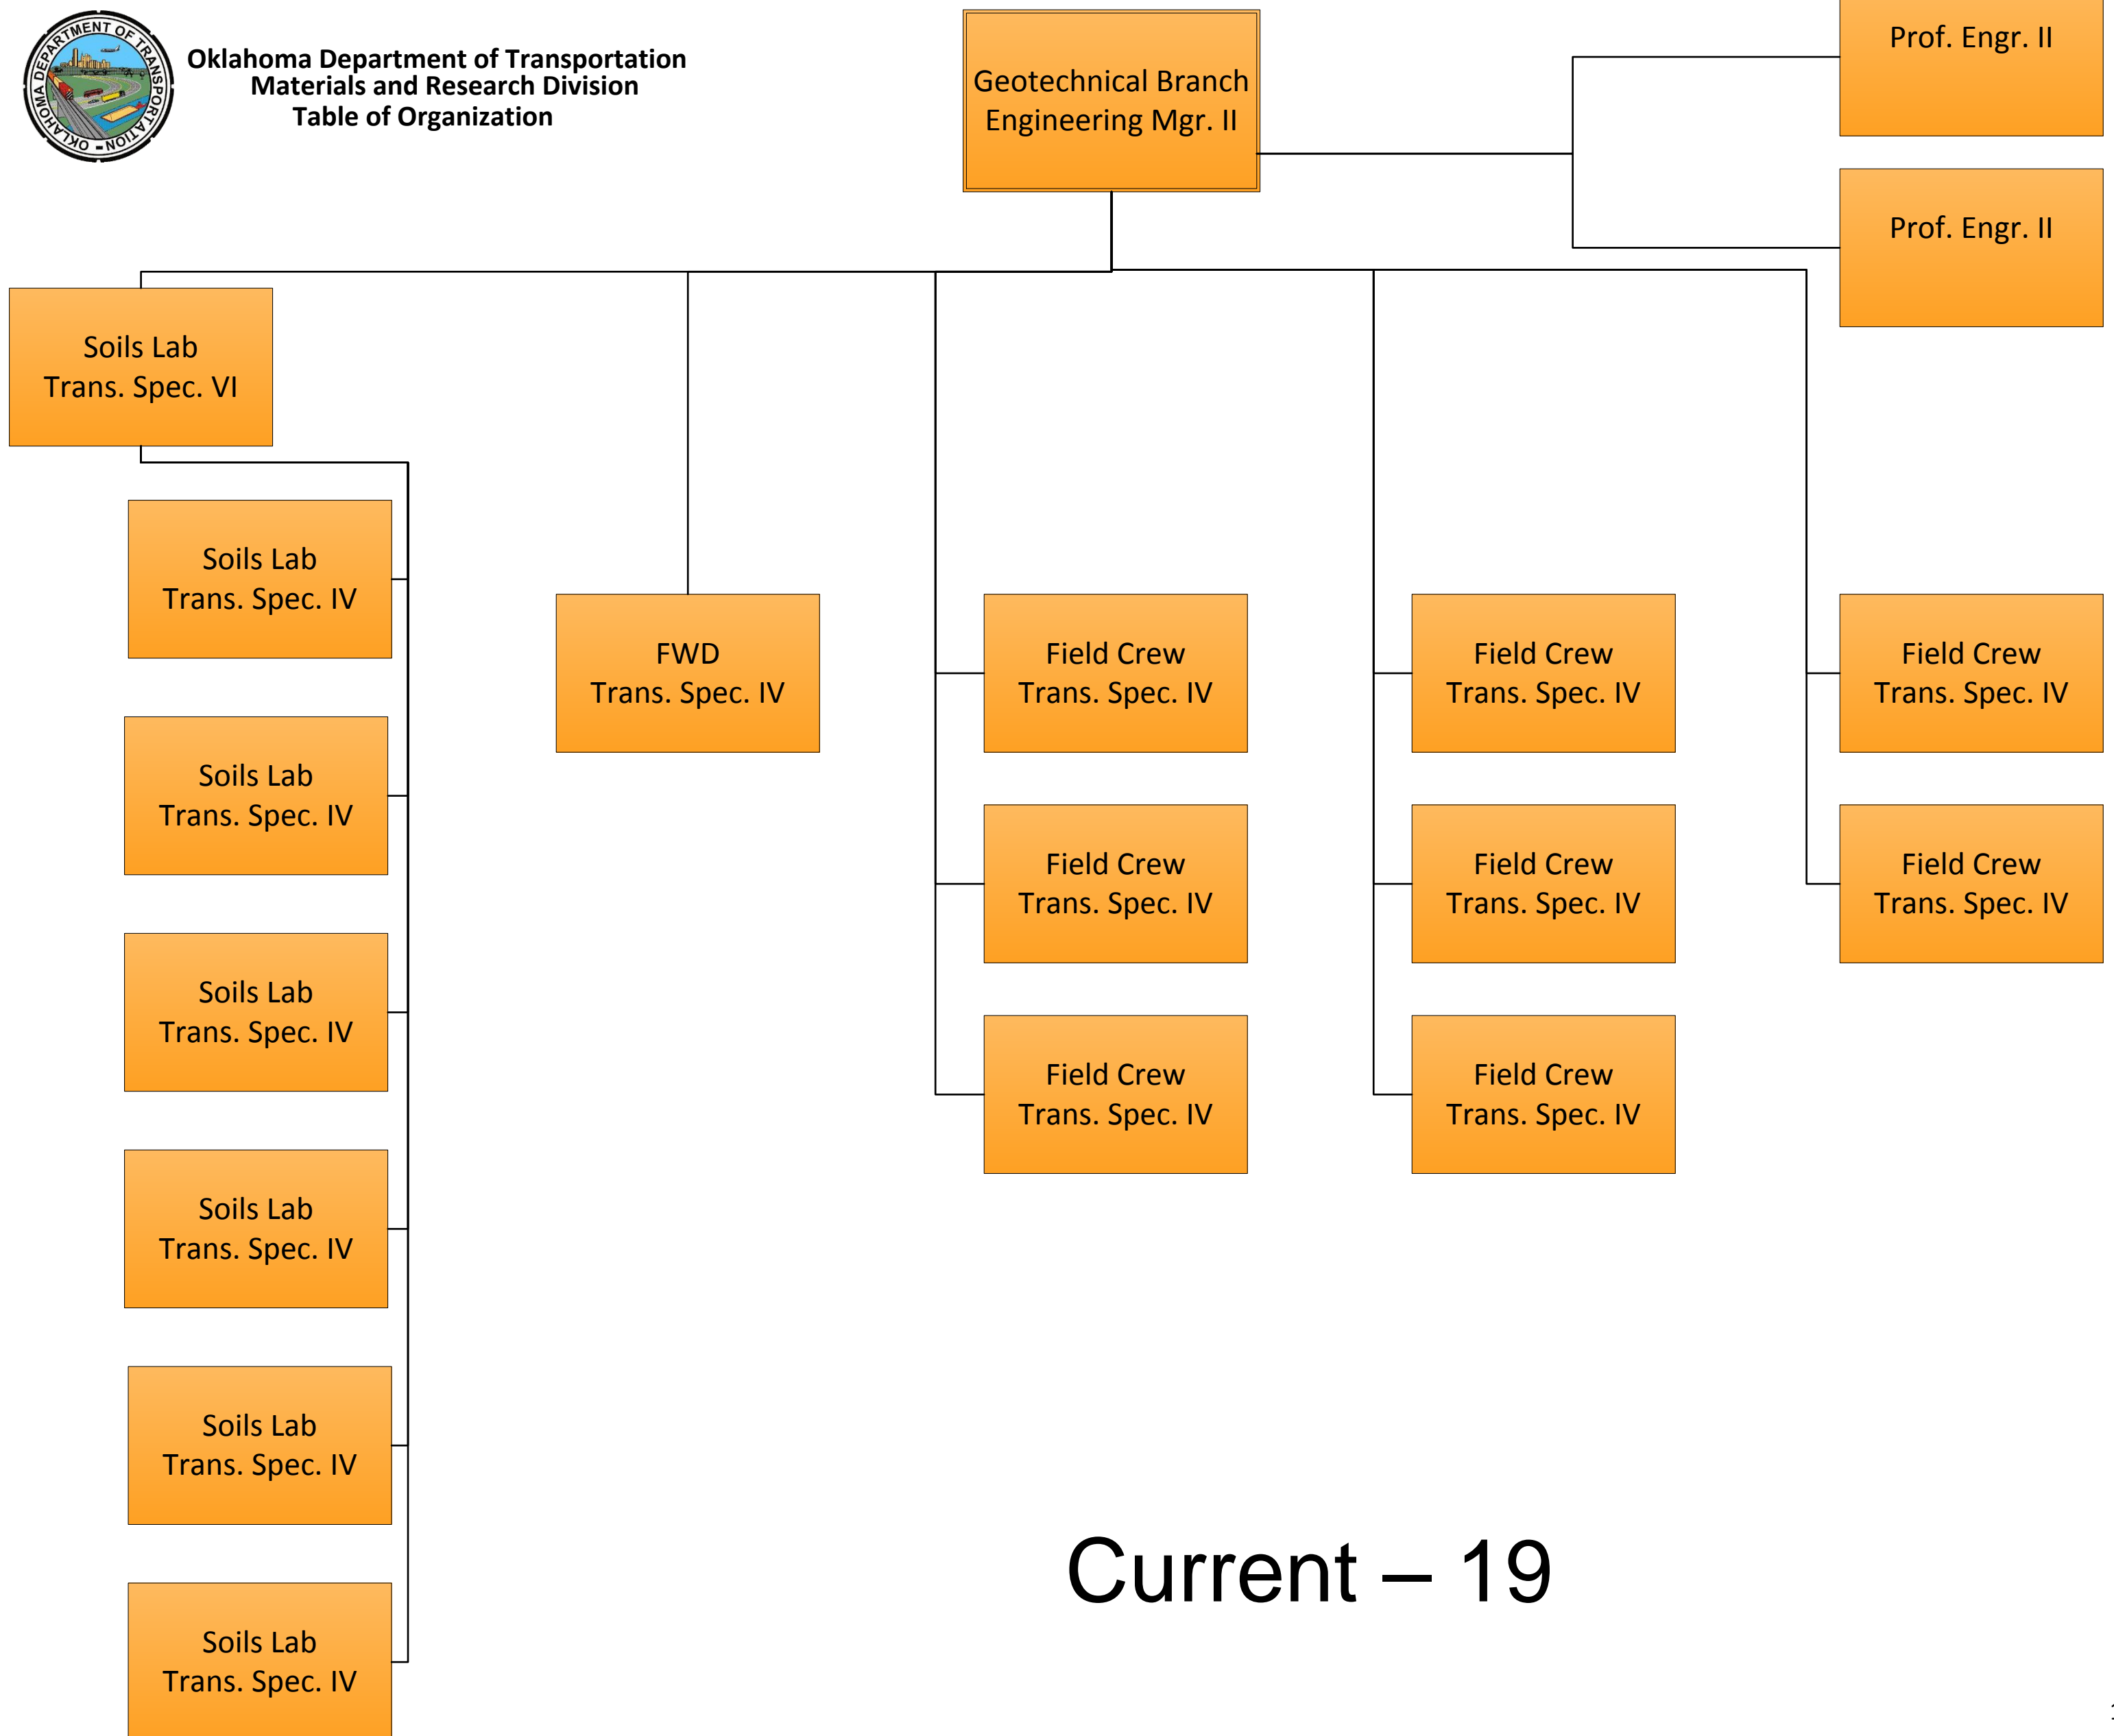 OKLAHOMA DEPARTMENT OF TRANSPORTATION
Oklahoma Department of Transportation
Materials and Research Division
Table of Organization
Geotechnical Branch
Engineering Mgr. II
Prof. Engr. II
Prof. Engr. II
Soils Lab
Trans. Spec. VI
Soils Lab
Trans. Spec. IV
Soils Lab
Trans. Spec. IV
Soils Lab
Trans. Spec. IV
Soils Lab
Trans. Spec. IV
Soils Lab
Trans. Spec. IV
Soils Lab
Trans. Spec. IV
FWD
Trans. Spec. IV
Field Crew
Trans. Spec. IV
Field Crew
Trans. Spec. IV
Field Crew
Trans. Spec. IV
Field Crew
Trans. Spec. IV
Field Crew
Trans. Spec. IV
Field Crew
Trans. Spec. IV
Field Crew
Trans. Spec. IV
Field Crew
Trans. Spec. IV
Current – 19